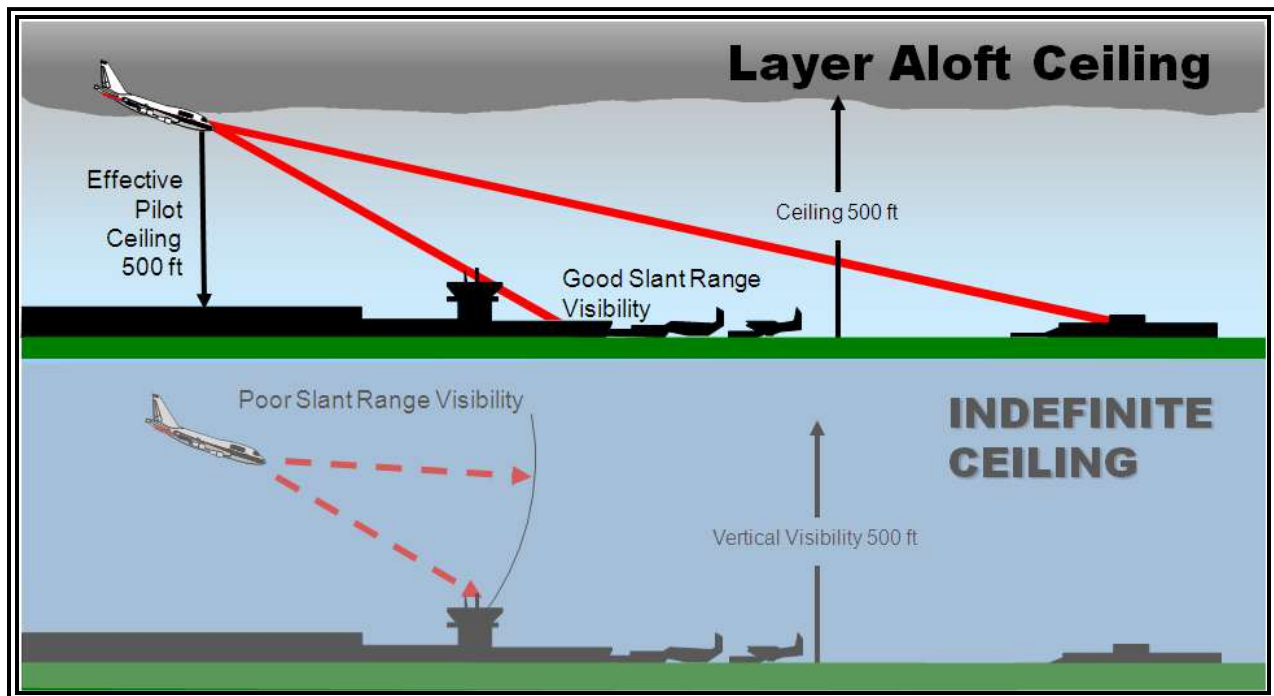 Layer Aloft Ceiling
Effective
Pilot
Ceiling
500 ft
Ceiling 500 ft
Good Slant Range
Visibility
Poor Slant Range Visibility
INDEFINITE
CEILING
Vertical Visibility 500 ft